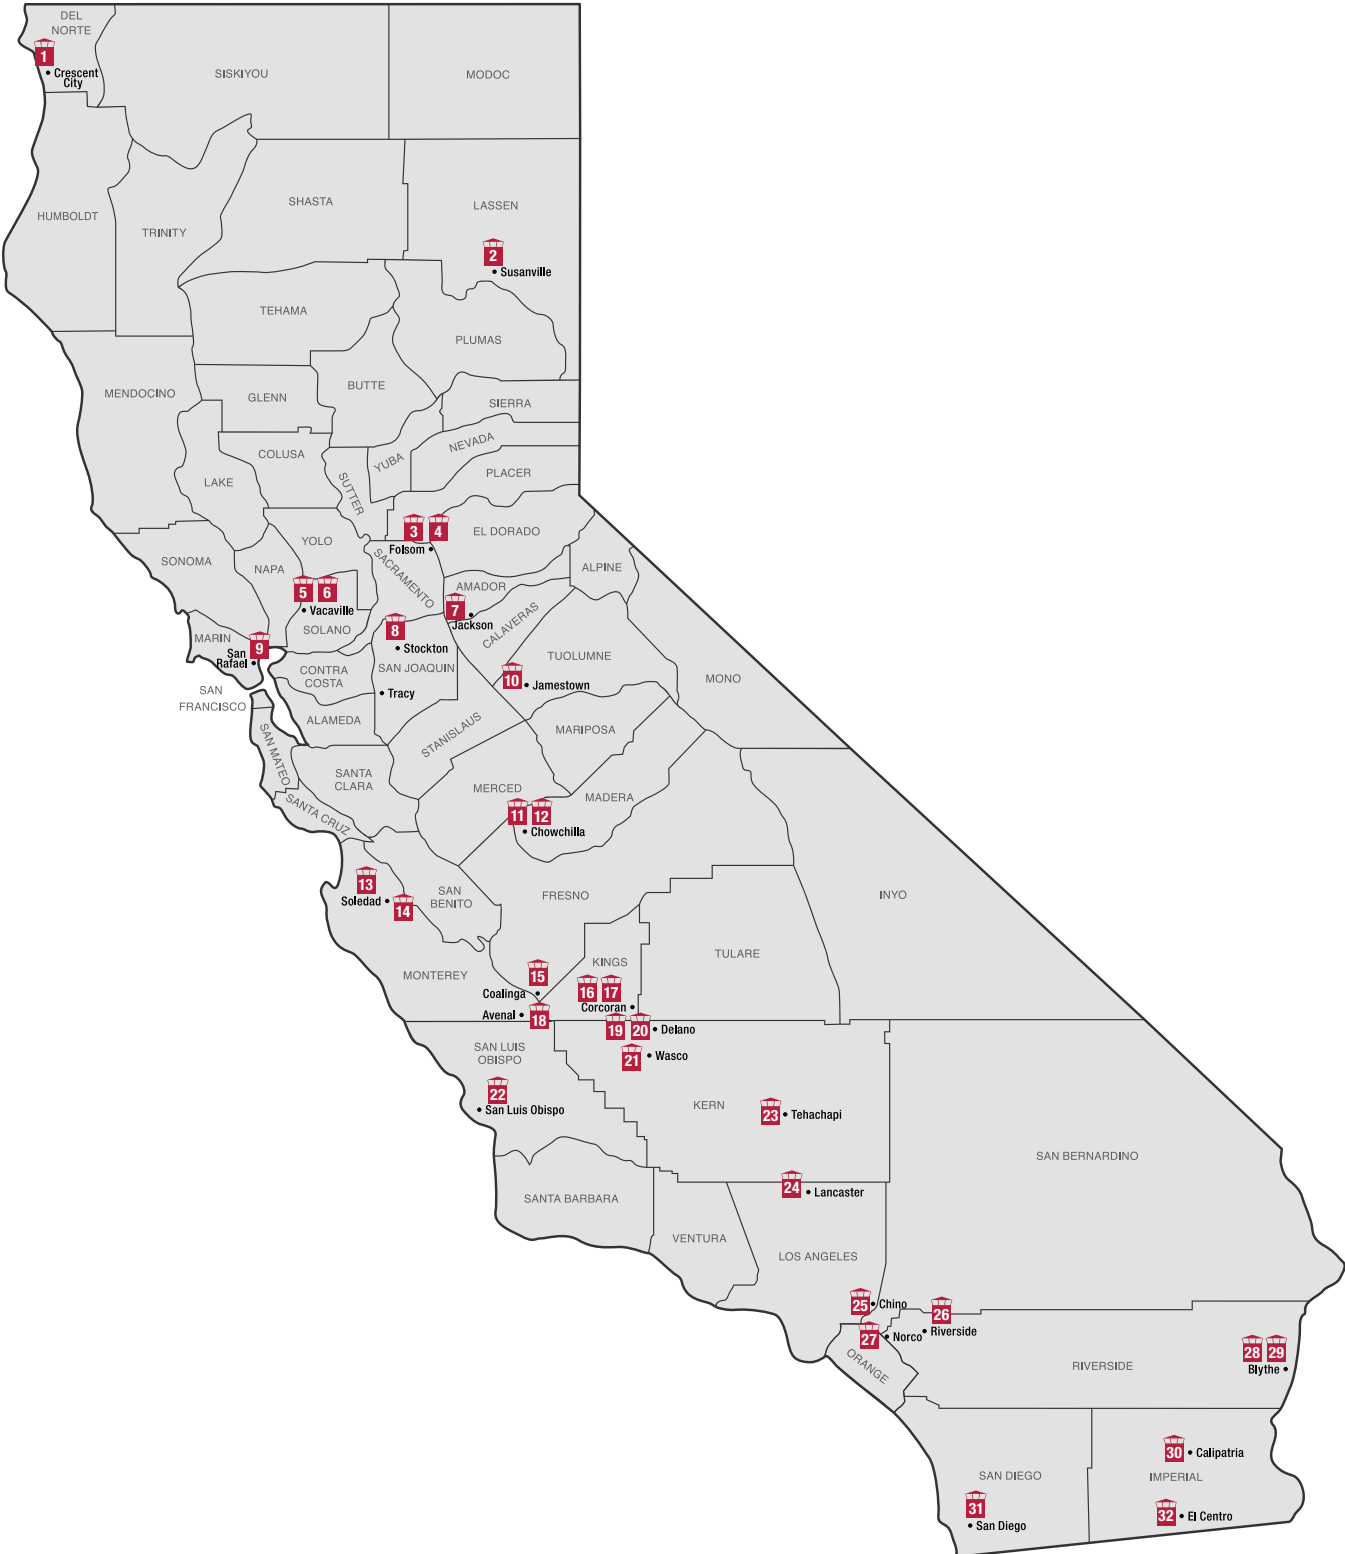 DEL
NORTE
1
Crescent
City
SISKIYOU
MODOC
HUMBOLDT
TRINITY
SHASTA
LASSEN
2
Susanville
TEHAMA
PLUMAS
MENDOCINO
GLENN
BUTTE
SIERRA
COLUSA
YUBA
NEVADA
LAKE
SUTTER
PLACER
3
4
Folsom
EL DORADO
SONOMA
NAPA
YOLO
SACRAMENTO
ALPINE
5
6
Vacaville
AMADOR
7
Jackson
CALAVERAS
SOLANO
8
Stockton
MARIN
9
San
Rafael
CONTRA
COSTA
SAN JOAQUIN
TUOLUMNE
10
Jamestown
MONO
Tracy
SAN
FRANCISCO
ALAMEDA
STANISLAUS
MARIPOSA
SAN MATEO
SANTA
CLARA
MERCED
MADERA
SANTA CRUZ
11
12
Chowchilla
13
Soledad
14
SAN
BENITO
FRESNO
INYO
MONTEREY
15
Coalinga
KINGS
16
17
Corcoran
TULARE
Avenal
18
19
20
Delano
SAN LUIS
OBISPO
21
Wasco
22
San Luis Obispo
KERN
23
Tehachapi
SAN BERNARDINO
SANTA BARBARA
24
Lancaster
VENTURA
LOS ANGELES
25
Chino
26
Riverside
27
Norco
ORANGE
RIVERSIDE
28
29
Blythe
30
Calipatria
SAN DIEGO
IMPERIAL
31
San Diego
32
El Centro